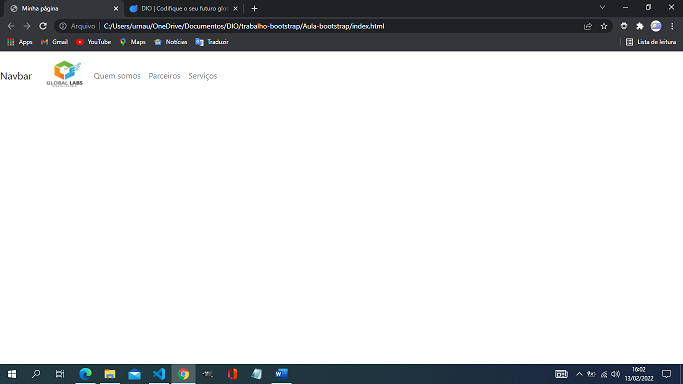 Minha página
DIO | Codifique o seu futuro glo
Arquivo
C:/Users/urnau/OneDrive/Documentos/DIO/trabalho-bootstrap/Aula-bootstrap/index.html
Apps
Gmail
YouTube
Maps
Notícias
Traduzir
Lista de leitura
Navbar
GLOBAL LABS
Quem somos
Parceiros
Serviços
16:02
13/02/2022